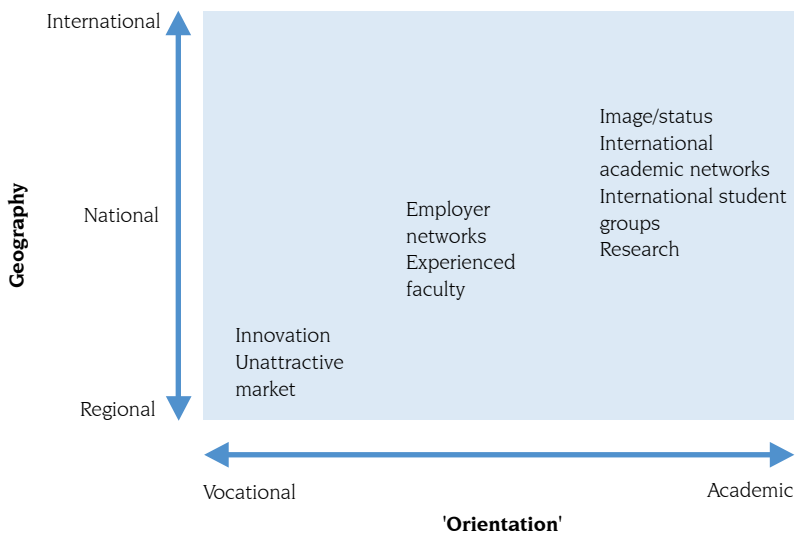 International
Image/status
International
academic networks
International student
groups
Research
National
Employer
networks
Experienced
faculty
Geography
Innovation
Unattractive
market
Regional
Vocational
Academic
'Orientation'